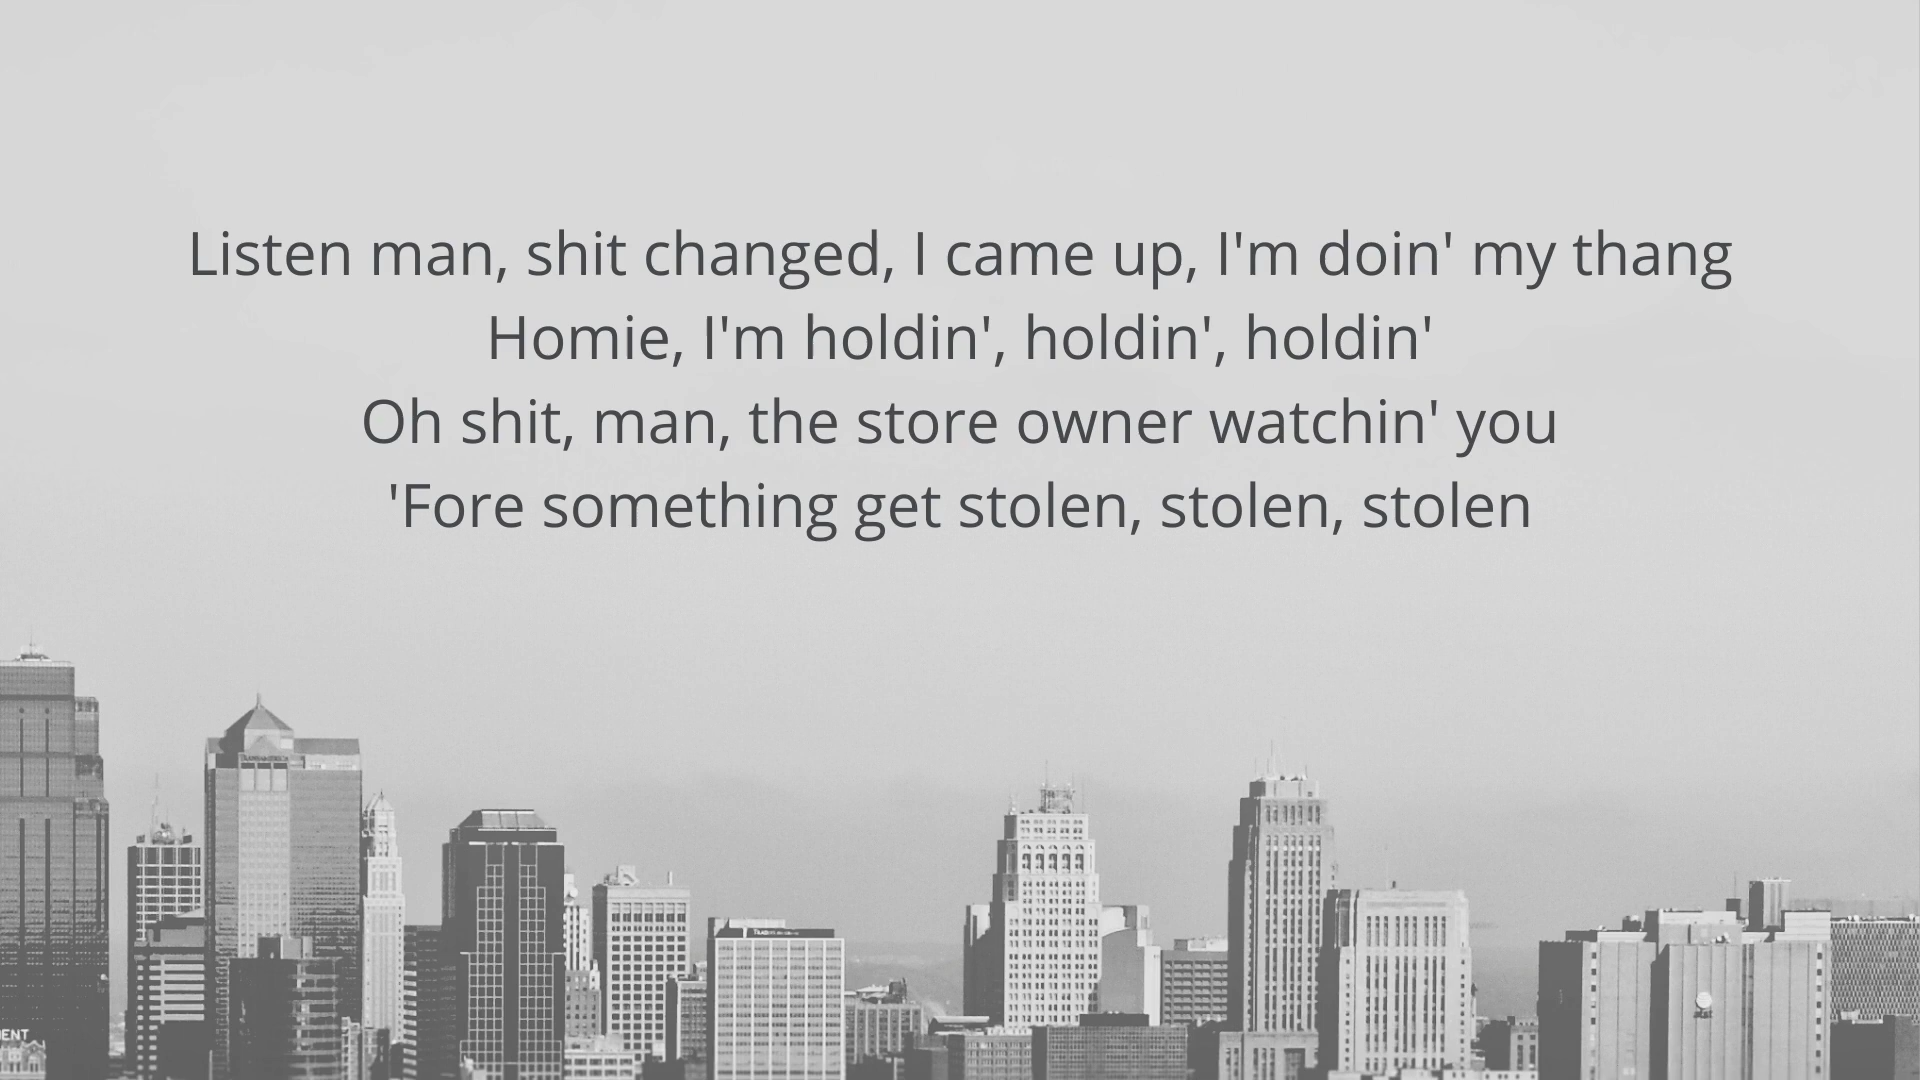 Listen man, shit changed, I came up, I'm doin' my thang
Homie, I'm holdin', holdin', holdin'
Oh shit, man, the store owner watchin' you
'Fore something get stolen, stolen, stolen
MENT